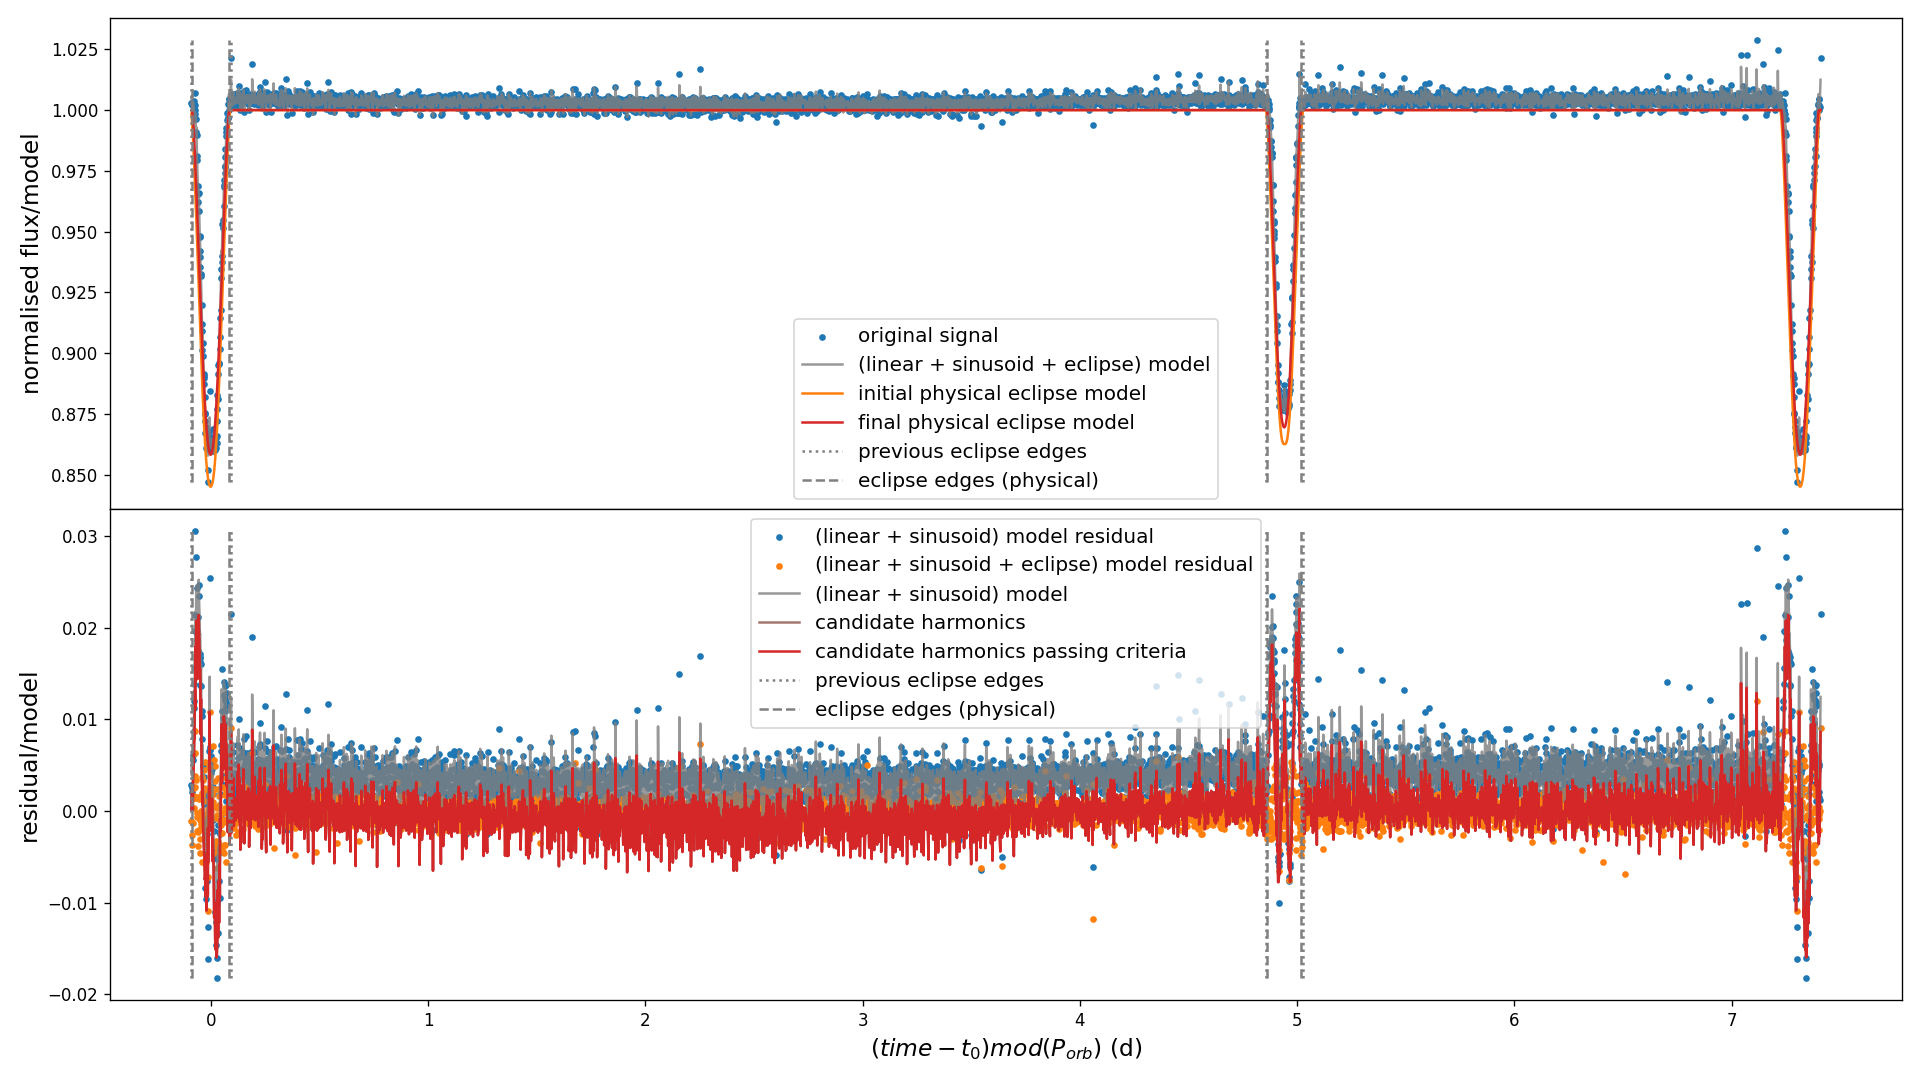 normalised flux/model
1.025
1.000
0.975
0.950
0.925
0.900
0.875
0.850
original signal
(linear + sinusoid + eclipse) model
initial physical eclipse model
final physical eclipse model
previous eclipse edges
eclipse edges (physical)
residual/model
0.03
0.02
0.01
0.00
−0.01
−0.02
(linear + sinusoid) model residual
(linear + sinusoid + eclipse) model residual
(linear + sinusoid) model
candidate harmonics
candidate harmonics passing criteria
previous eclipse edges
eclipse edges (physical)
0 1 2 3 4 5 6 7
(time − t₀)mod(Pₒᵣb) (d)